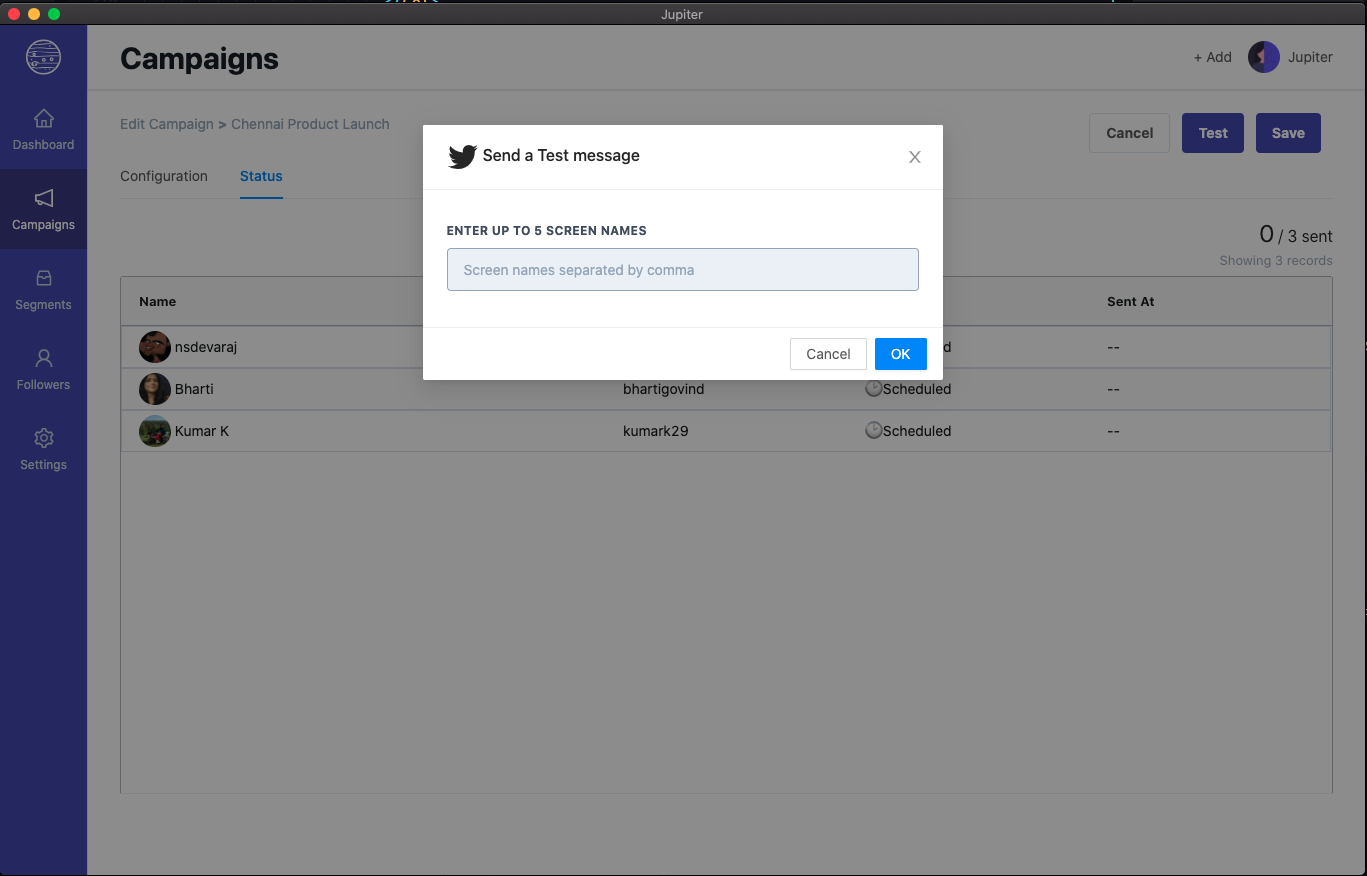 Jupiter
Campaigns
+ Add
Jupiter
Dashboard
Campaigns
Segments
Followers
Settings
Edit Campaign > Chennai Product Launch
Cancel
Test
Save
Configuration
Status
0 / 3 sent
Showing 3 records
Name
Sent At
nsdevaraj
--
Bharti
bhartigovind
Scheduled
--
Kumar K
kumark29
Scheduled
--
Send a Test message
ENTER UP TO 5 SCREEN NAMES
Screen names separated by comma
Cancel
OK